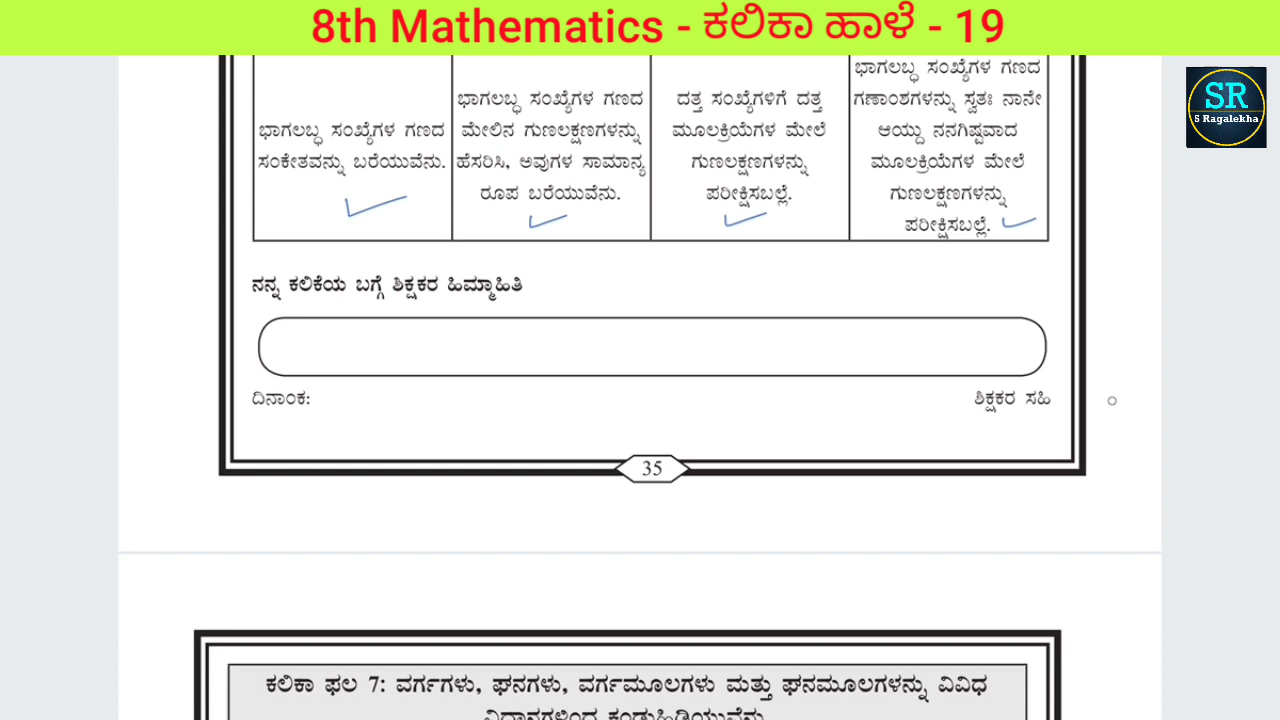 8th Mathematics - ಕಲಿಕಾ ಹಾಳೆ - 19
SR
S Ragalekha
ಭಾಗಲಬ್ಧ ಸಂಖ್ಯೆಗಳ ಗಣದ
ಸಂಕೇತವನ್ನು ಬರೆಯುವೆನು.
ಭಾಗಲಬ್ಧ ಸಂಖ್ಯೆಗಳ ಗಣದ
ಮೇಲಿನ ಗುಣಲಕ್ಷಣಗಳನ್ನು
ಹೆಸರಿಸಿ, ಅವುಗಳ ಸಾಮಾನ್ಯ
ರೂಪ ಬರೆಯುವೆನು.
ದತ್ತ ಸಂಖ್ಯೆಗಳಿಗೆ ದತ್ತ
ಮೂಲಕ್ರಿಯೆಗಳ ಮೇಲೆ
ಗುಣಲಕ್ಷಣಗಳನ್ನು
ಪರೀಕ್ಷಿಸಬಲ್ಲೆ.
ಭಾಗಲಬ್ಧ ಸಂಖ್ಯೆಗಳ ಗಣದ
ಗಣಾಂಶಗಳನ್ನು ಸ್ವತಃ ನಾನೇ
ಆಯ್ದು ನನಗಿಷ್ಟವಾದ
ಮೂಲಕ್ರಿಯೆಗಳ ಮೇಲೆ
ಗುಣಲಕ್ಷಣಗಳನ್ನು
ಪರೀಕ್ಷಿಸಬಲ್ಲೆ.
ನನ್ನ ಕಲಿಕೆಯ ಬಗ್ಗೆ ಶಿಕ್ಷಕರ ಹಿಮ್ಮಾಹಿತಿ
ದಿನಾಂಕ: ಶಿಕ್ಷಕರ ಸಹಿ
35
ಕಲಿಕಾ ಫಲ 7: ವರ್ಗಗಳು, ಘನಗಳು, ವರ್ಗಮೂಲಗಳು ಮತ್ತು ಘನಮೂಲಗಳನ್ನು ವಿವಿಧ
ವಿಧಾನಗಳಿಂದ ಕಂಡುಹಿಡಿಯುವೆನು.